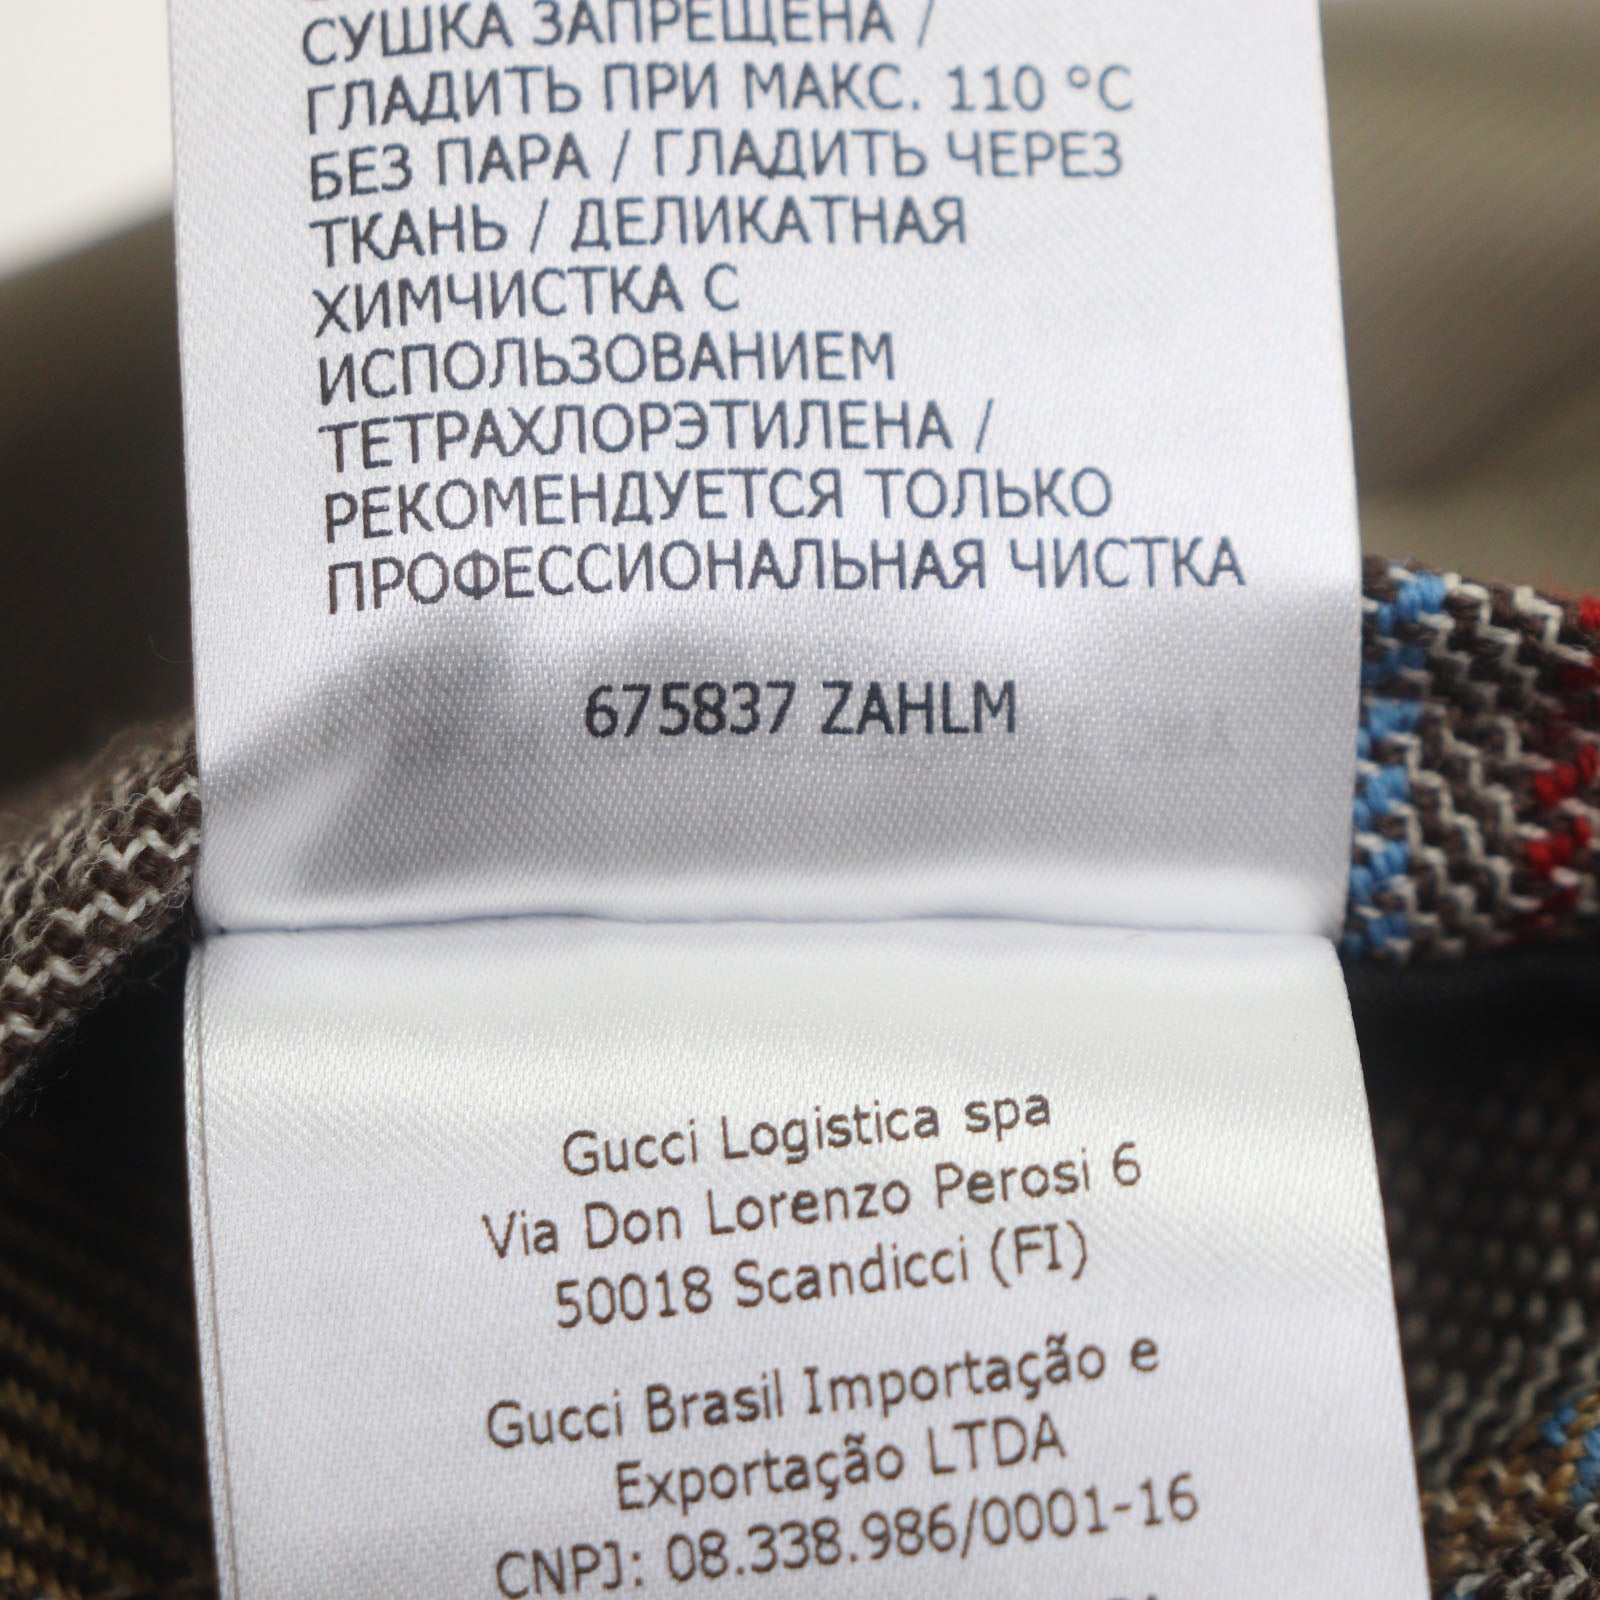 СУШКА ЗАПРЕЩЕНА /
ГЛАДИТЬ ПРИ МАКС. 110 °C
БЕЗ ПАРА / ГЛАДИТЬ ЧЕРЕЗ
ТКАНЬ / ДЕЛИКАТНАЯ
ХИМЧИСТКА С
ИСПОЛЬЗОВАНИЕМ
ТЕТРАХЛОРЭТИЛЕНА /
РЕКОМЕНДУЕТСЯ ТОЛЬКО
ПРОФЕССИОНАЛЬНАЯ ЧИСТКА
675837 ZAHLM
Gucci Logistica spa
Via Don Lorenzo Perosi 6
50018 Scandicci (FI)
Gucci Brasil Importação e
Exportação LTDA
CNPJ: 08.338.986/0001-16